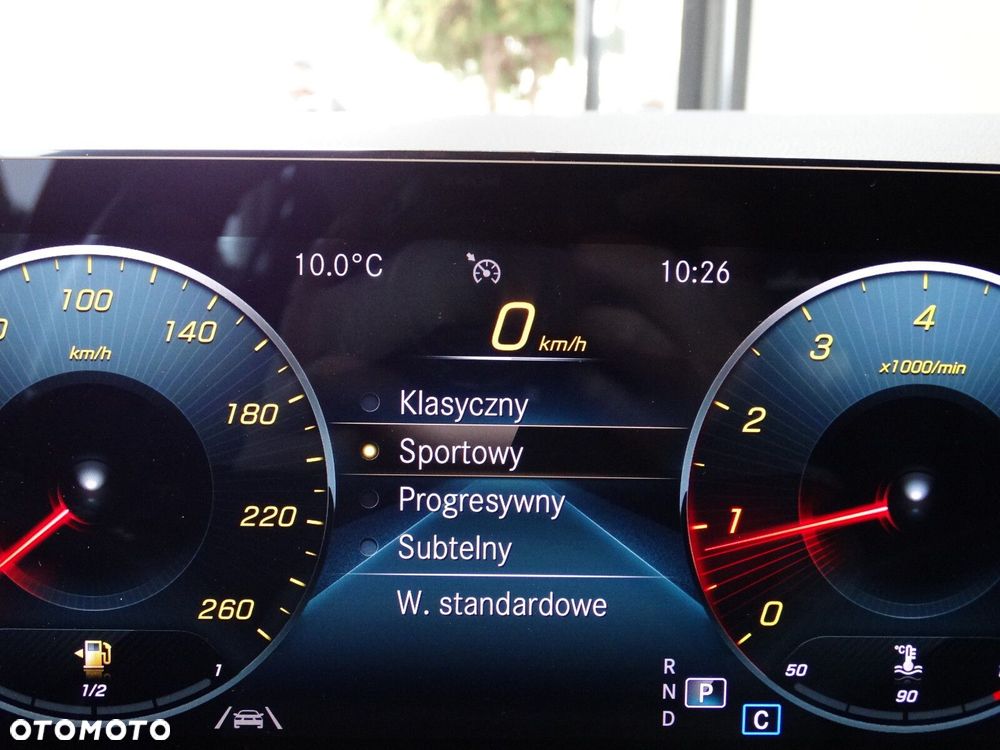 10.0°C
10:26
0 km/h
100
140
km/h
180
220
260
Klasyczny
Sportowy
Progresywny
Subtelny
W. standardowe
4
3
x1000/min
2
1
0
1/2
1
R
N
D
P
C
50
°C
90
OTOMOTO